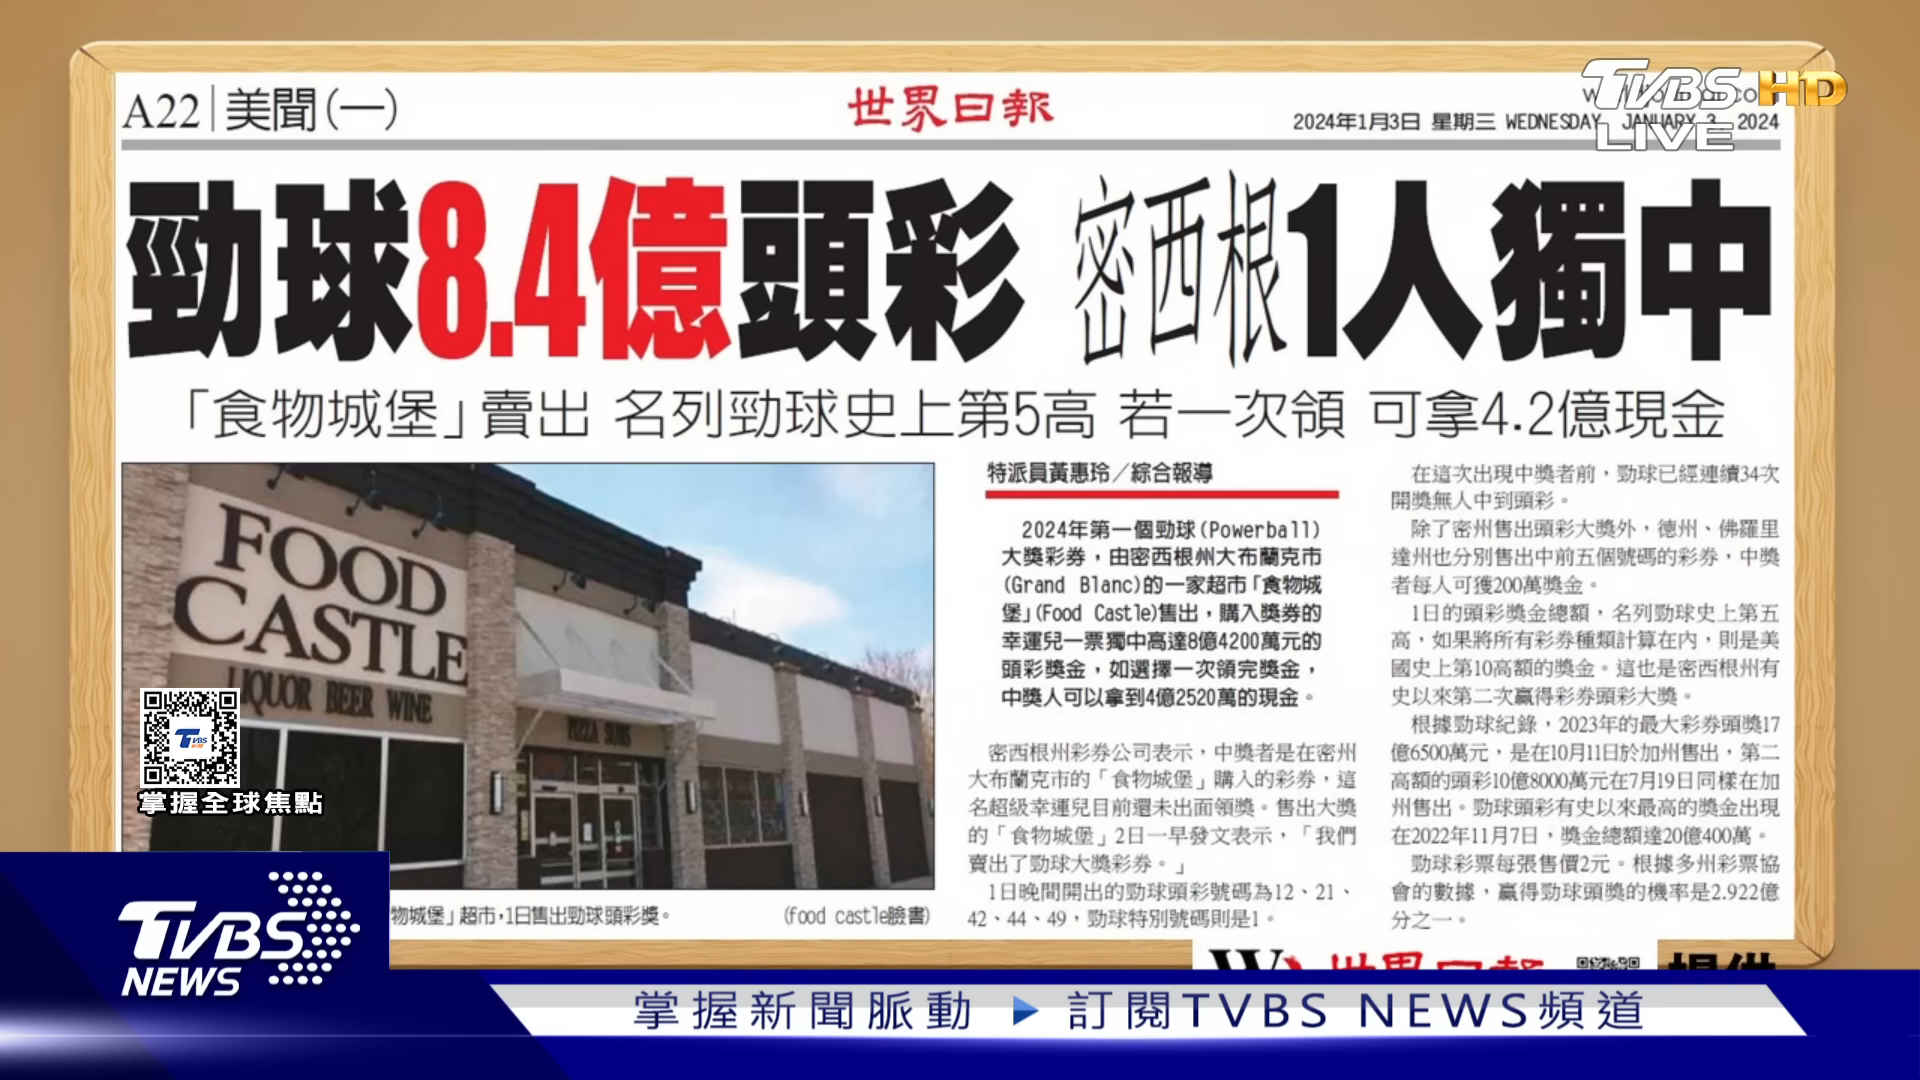 TVBS HD
LIVE
A22 美聞(一)
世界日報
2024年1月3日 星期三 WEDNESDAY, JANUARY 3, 2024
勁球8.4億頭彩 密西根1人獨中
「食物城堡」賣出 名列勁球史上第5高 若一次領 可拿4.2億現金
FOOD
CASTLE
LIQUOR BEER WINE
PIZZA SUBS
TVBS
新聞
掌握全球焦點
物城堡」超市,1日售出勁球頭彩獎。
(food castle臉書)
特派員黃惠玲/綜合報導
2024年第一個勁球(Powerball)
大獎彩券,由密西根州大布蘭克市
(Grand Blanc)的一家超市「食物城
堡」(Food Castle)售出,購入獎券的
幸運兒一票獨中高達8億4200萬元的
頭彩獎金,如選擇一次領完獎金,
中獎人可以拿到4億2520萬的現金。
密西根州彩券公司表示,中獎者是在密州
大布蘭克市的「食物城堡」購入的彩券,這
名超級幸運兒目前還未出面領獎。售出大獎
的「食物城堡」2日一早發文表示,「我們
賣出了勁球大獎彩券。」
1日晚間開出的勁球頭彩號碼為12、21、
42、44、49,勁球特別號碼則是1。
在這次出現中獎者前,勁球已經連續34次
開獎無人中到頭彩。
除了密州售出頭彩大獎外,德州、佛羅里
達州也分別售出中前五個號碼的彩券,中獎
者每人可獲200萬獎金。
1日的頭彩獎金總額,名列勁球史上第五
高,如果將所有彩券種類計算在內,則是美
國史上第10高額的獎金。這也是密西根州有
史以來第二次贏得彩券頭彩大獎。
根據勁球紀錄,2023年的最大彩券頭獎17
億6500萬元,是在10月11日於加州售出,第二
高額的頭彩10億8000萬元在7月19日同樣在加
州售出。勁球頭彩有史以來最高的獎金出現
在2022年11月7日,獎金總額達20億400萬。
勁球彩票每張售價2元。根據多州彩票協
會的數據,贏得勁球頭獎的機率是2.922億
分之一。
世界日報
提供
TVBS
NEWS
掌握新聞脈動 訂閱TVBS NEWS頻道